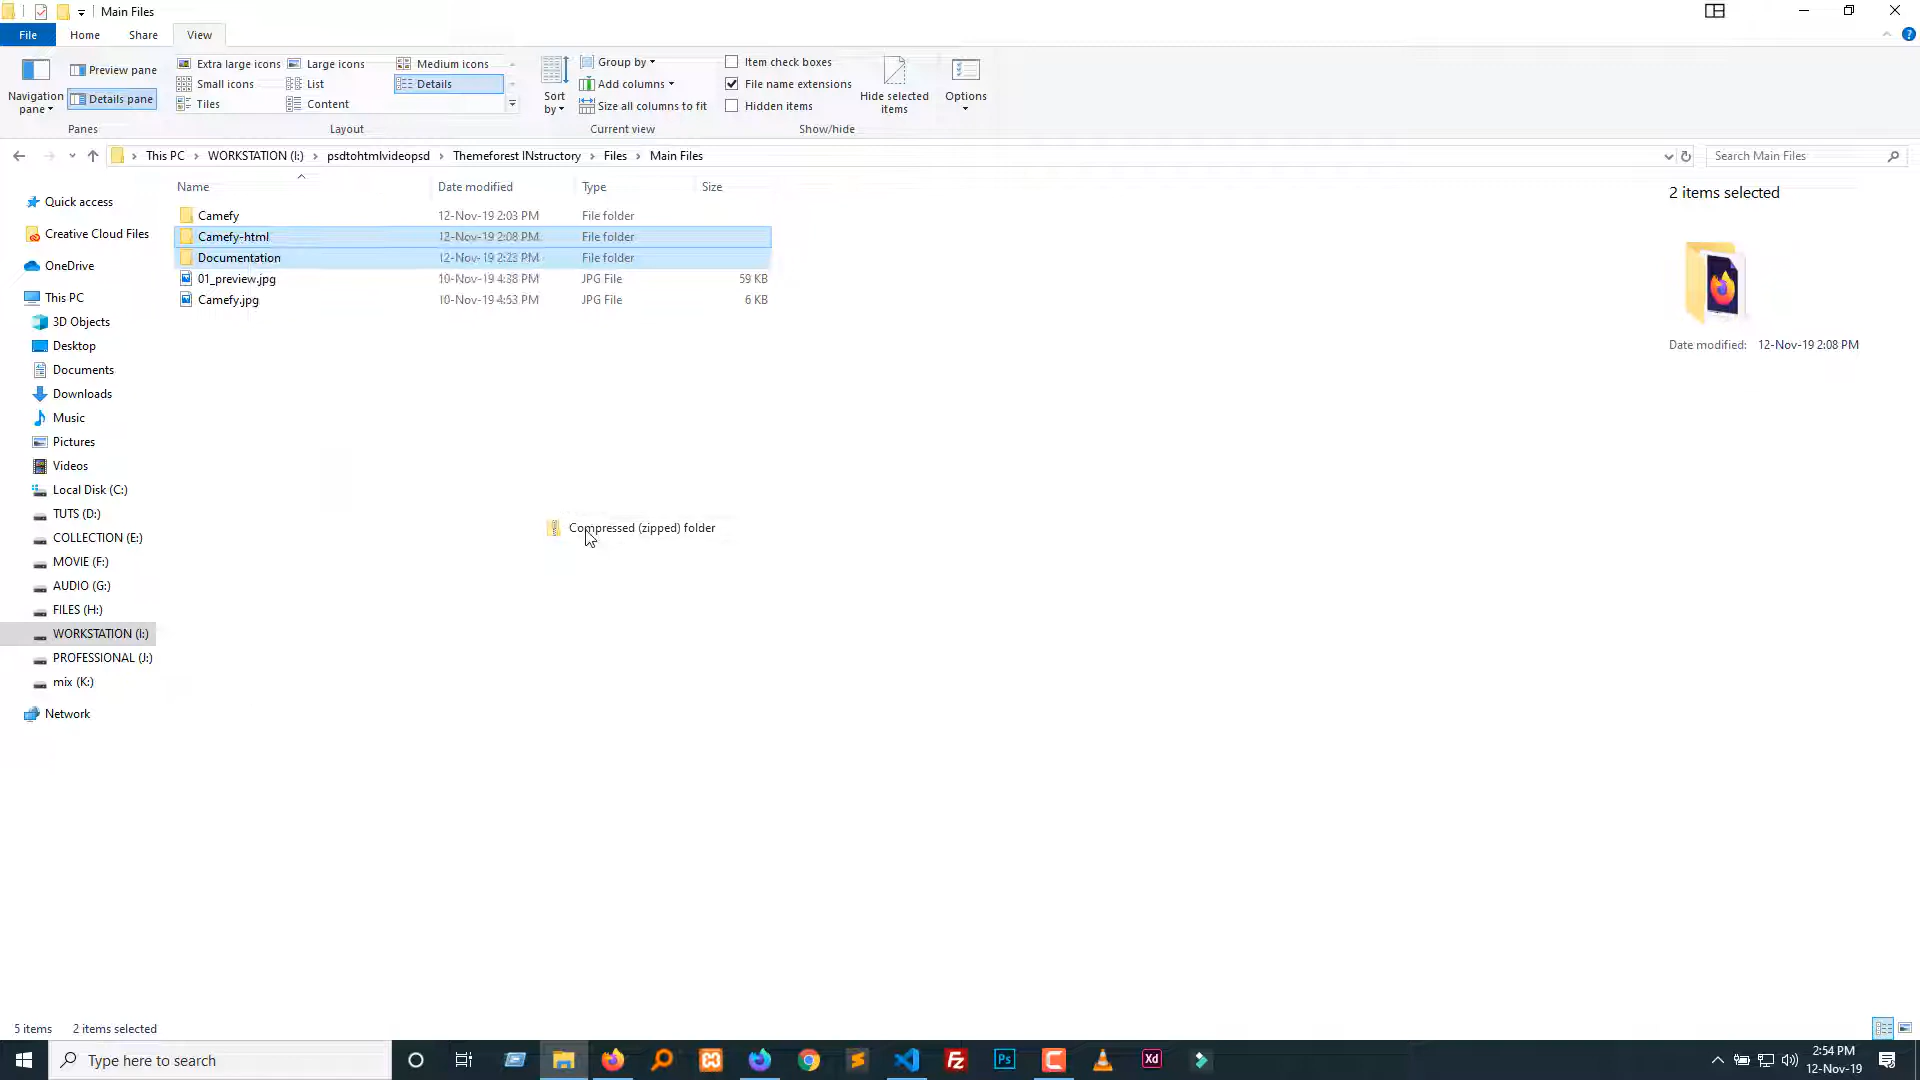 Main Files
File Home Share View
Navigation pane
Preview pane
Details pane
Panes
Extra large icons Large icons Medium icons
Small icons List Details
Tiles Content
Layout
Sort by
Group by
Add columns
Size all columns to fit
Current view
Item check boxes
File name extensions
Hidden items
Hide selected items
Options
Show/hide
This PC WORKSTATION (I:) psdtohtmlvideopsd Themeforest INstructory Files Main Files
Search Main Files
Name Date modified Type Size
Camefy 12-Nov-19 2:03 PM File folder
Camefy-html 12-Nov-19 2:08 PM File folder
Documentation 12-Nov-19 2:23 PM File folder
01_preview.jpg 10-Nov-19 4:38 PM JPG File 59 KB
Camefy.jpg 10-Nov-19 4:53 PM JPG File 6 KB
Quick access
Creative Cloud Files
OneDrive
This PC
3D Objects
Desktop
Documents
Downloads
Music
Pictures
Videos
Local Disk (C:)
TUTS (D:)
COLLECTION (E:)
MOVIE (F:)
AUDIO (G:)
FILES (H:)
WORKSTATION (I:)
PROFESSIONAL (J:)
mix (K:)
Network
Compressed (zipped) folder
2 items selected
Date modified: 12-Nov-19 2:08 PM
5 items 2 items selected
Type here to search
Fz
Ps
Xd
2:54 PM
12-Nov-19